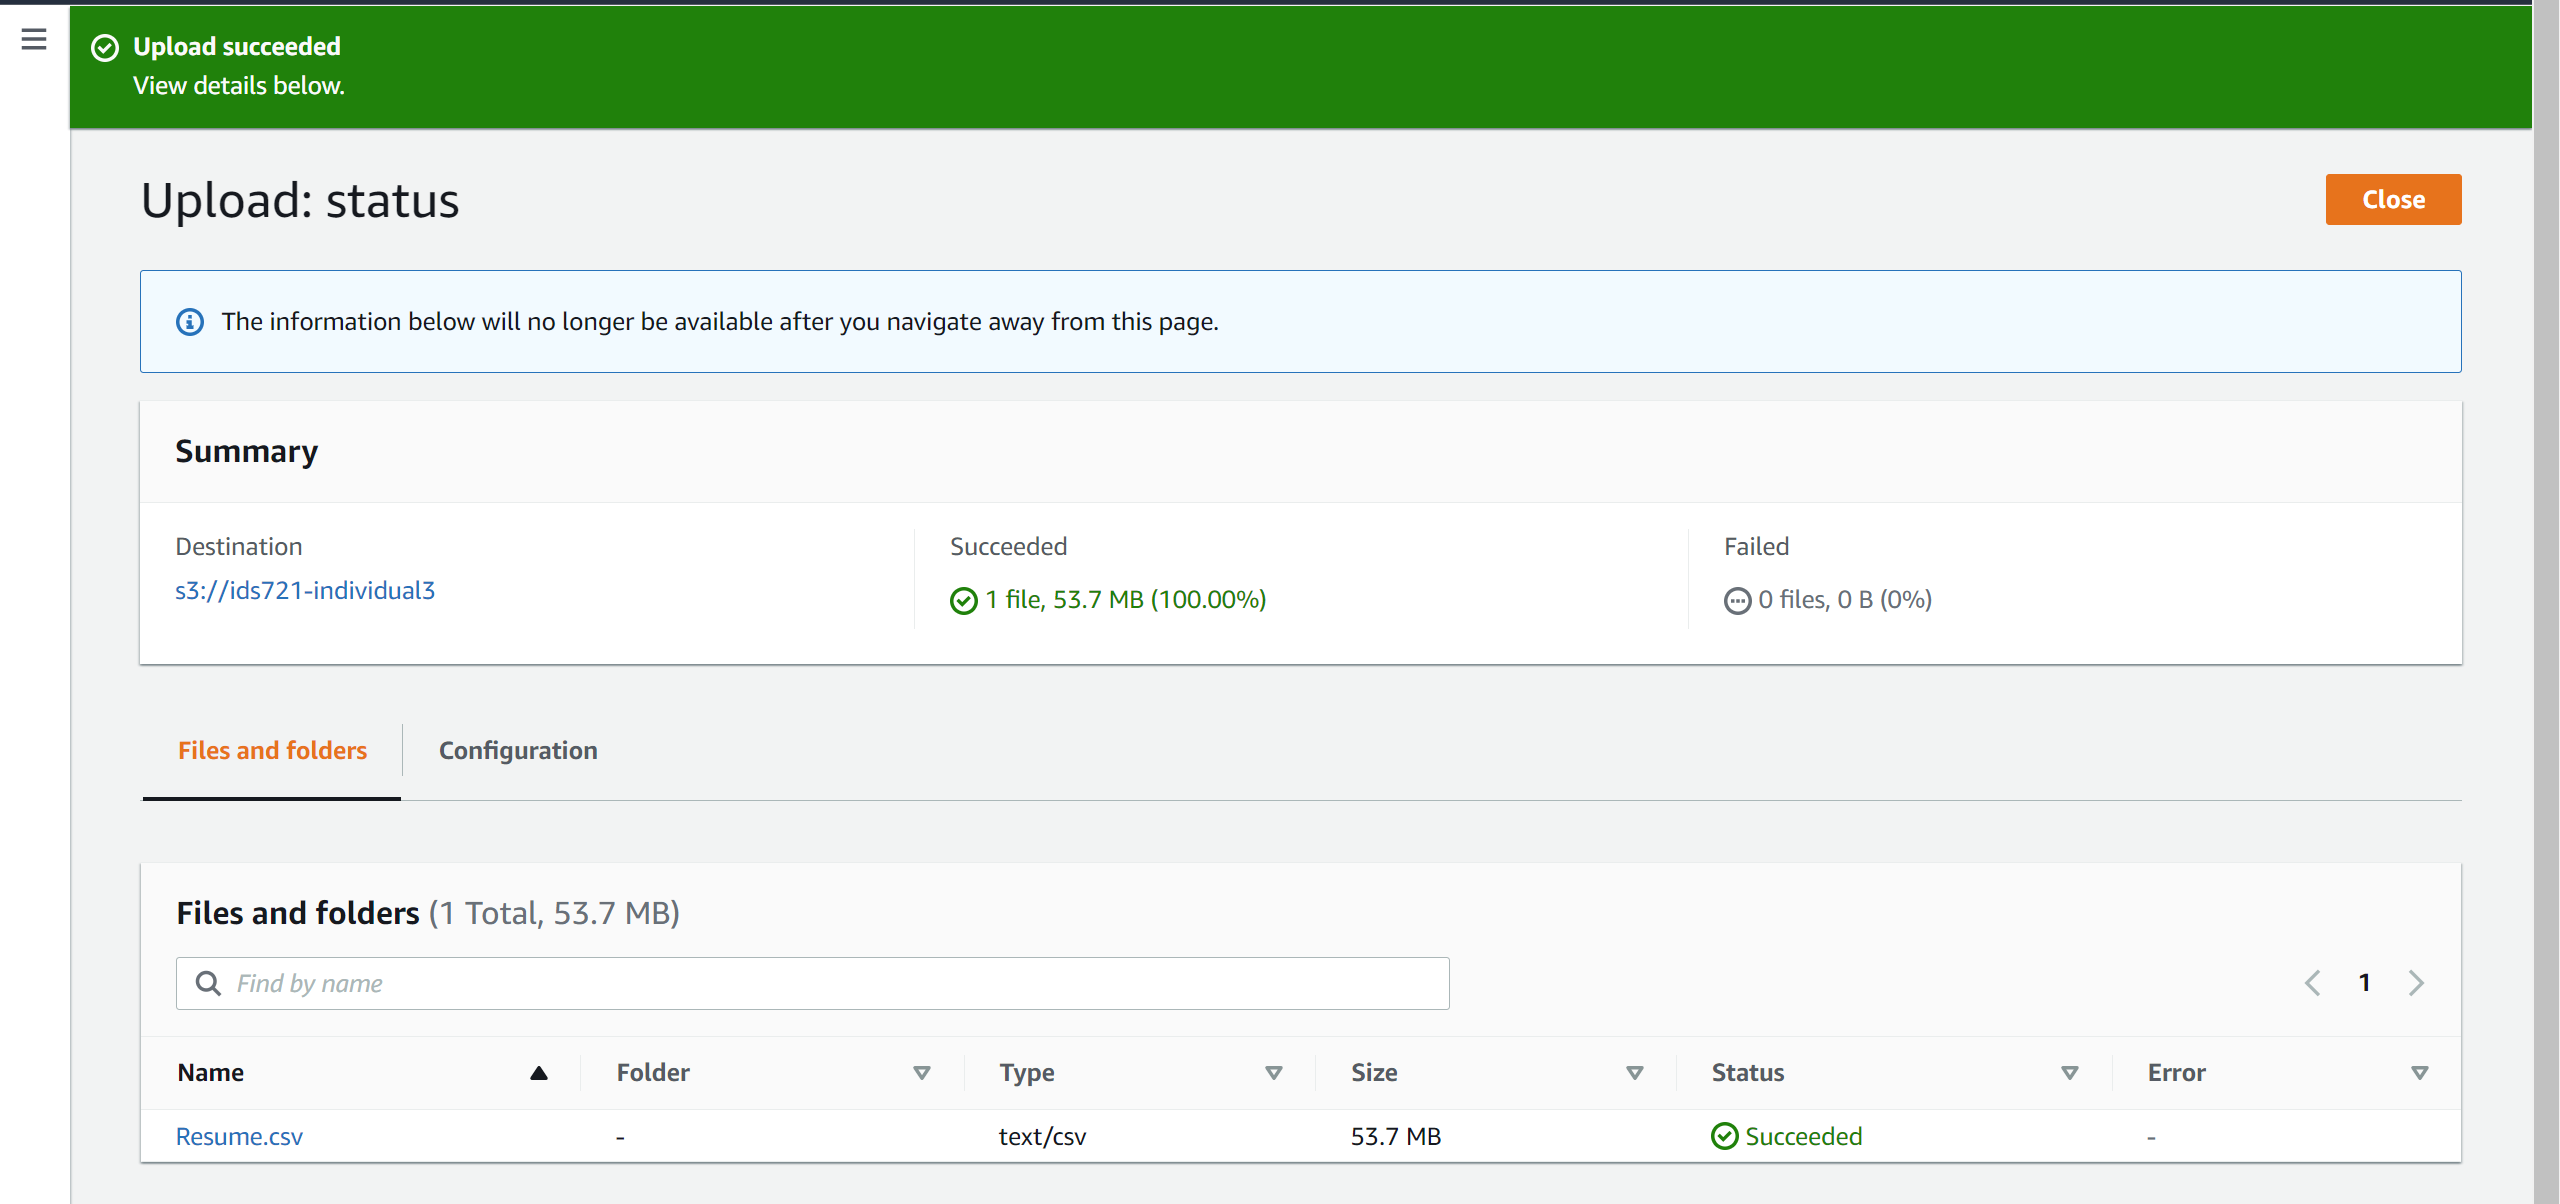 Upload succeeded
View details below.
Upload: status
Close
The information below will no longer be available after you navigate away from this page.
Summary
Destination
s3://ids721-individual3
Succeeded
1 file, 53.7 MB (100.00%)
Failed
0 files, 0 B (0%)
Files and folders
Configuration
Files and folders (1 Total, 53.7 MB)
Find by name
1
Name Folder Type Size Status Error
Resume.csv - text/csv 53.7 MB Succeeded -